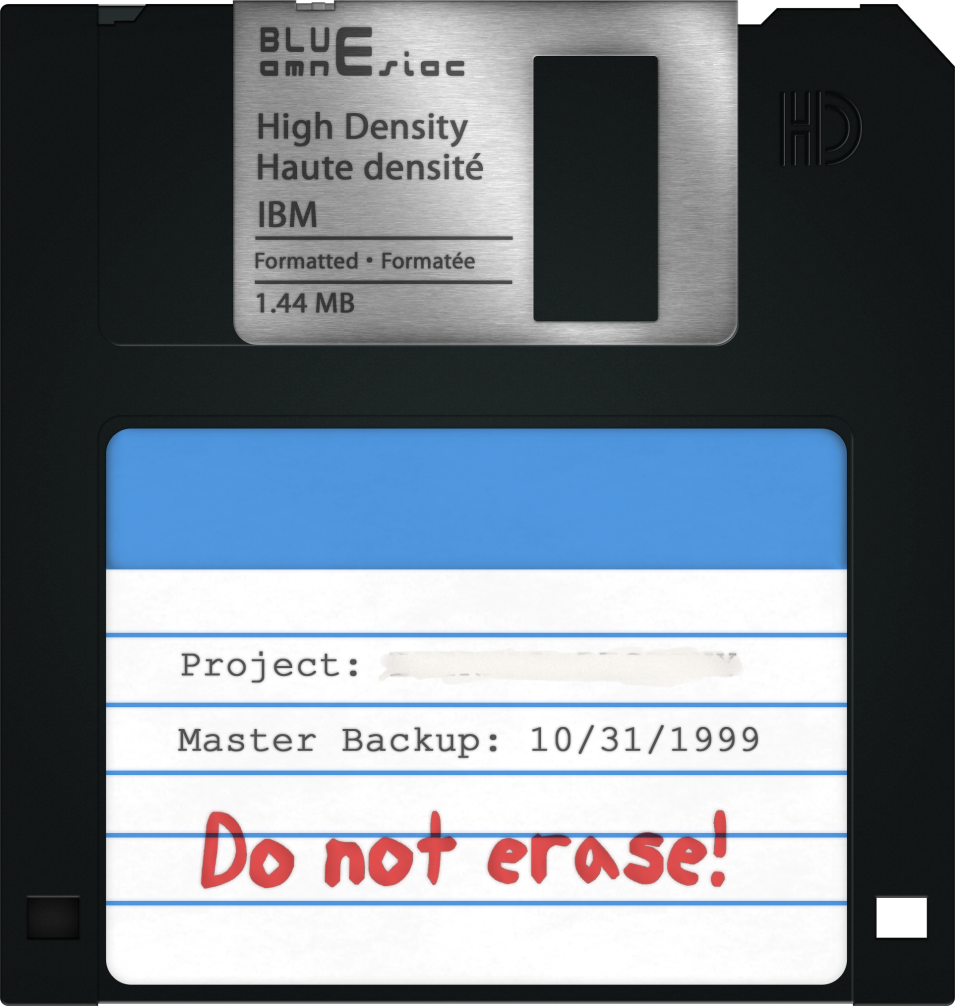 BLUE
amnEsiac
High Density
Haute densité
IBM
Formatted • Formatée
1.44 MB
HD
Project:
Master Backup: 10/31/1999
Do not erase!